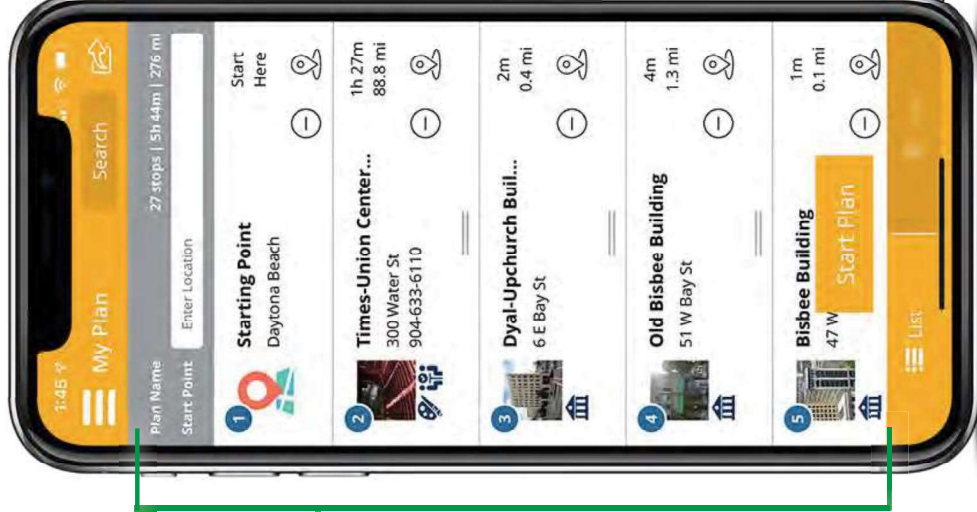 1:45
My Plan
Search
Plan Name
27 stops | 5h 44m | 276 mi
Start Point
Enter Location
1
Starting Point
Daytona Beach
Start
Here
2
Times-Union Center...
300 Water St
904-633-6110
1h 27m
88.8 mi
3
Dyal-Upchurch Buil...
6 E Bay St
2m
0.4 mi
4
Old Bisbee Building
51 W Bay St
4m
1.3 mi
5
Bisbee Building
47 W
1m
0.1 mi
Start Plan
List